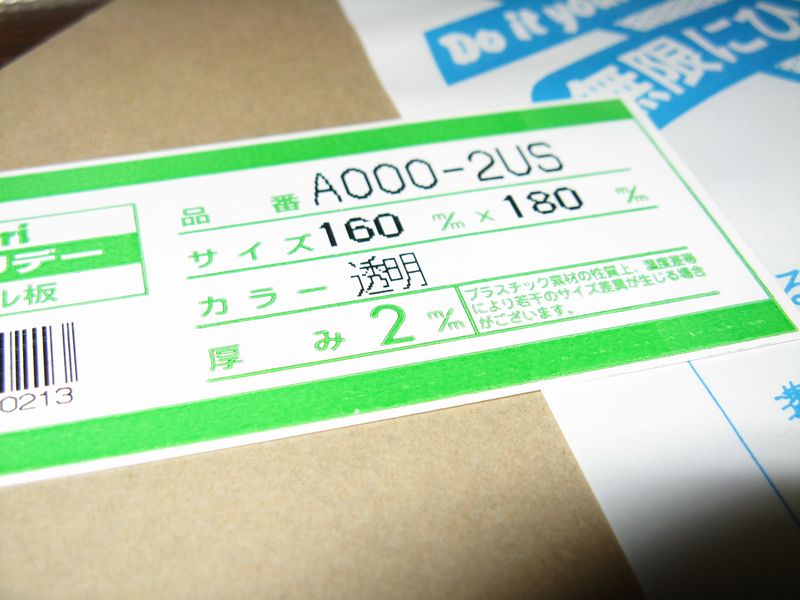 Do it you
無限にひ
品番 A000-2US
サイズ 160 m/m × 180 m/m
カラー 透明
厚み 2 m/m
プラスチック素材の性質上、温度差等
により若干のサイズ差異が生じる場合
がございます。
ri
リデー
ル板
0213